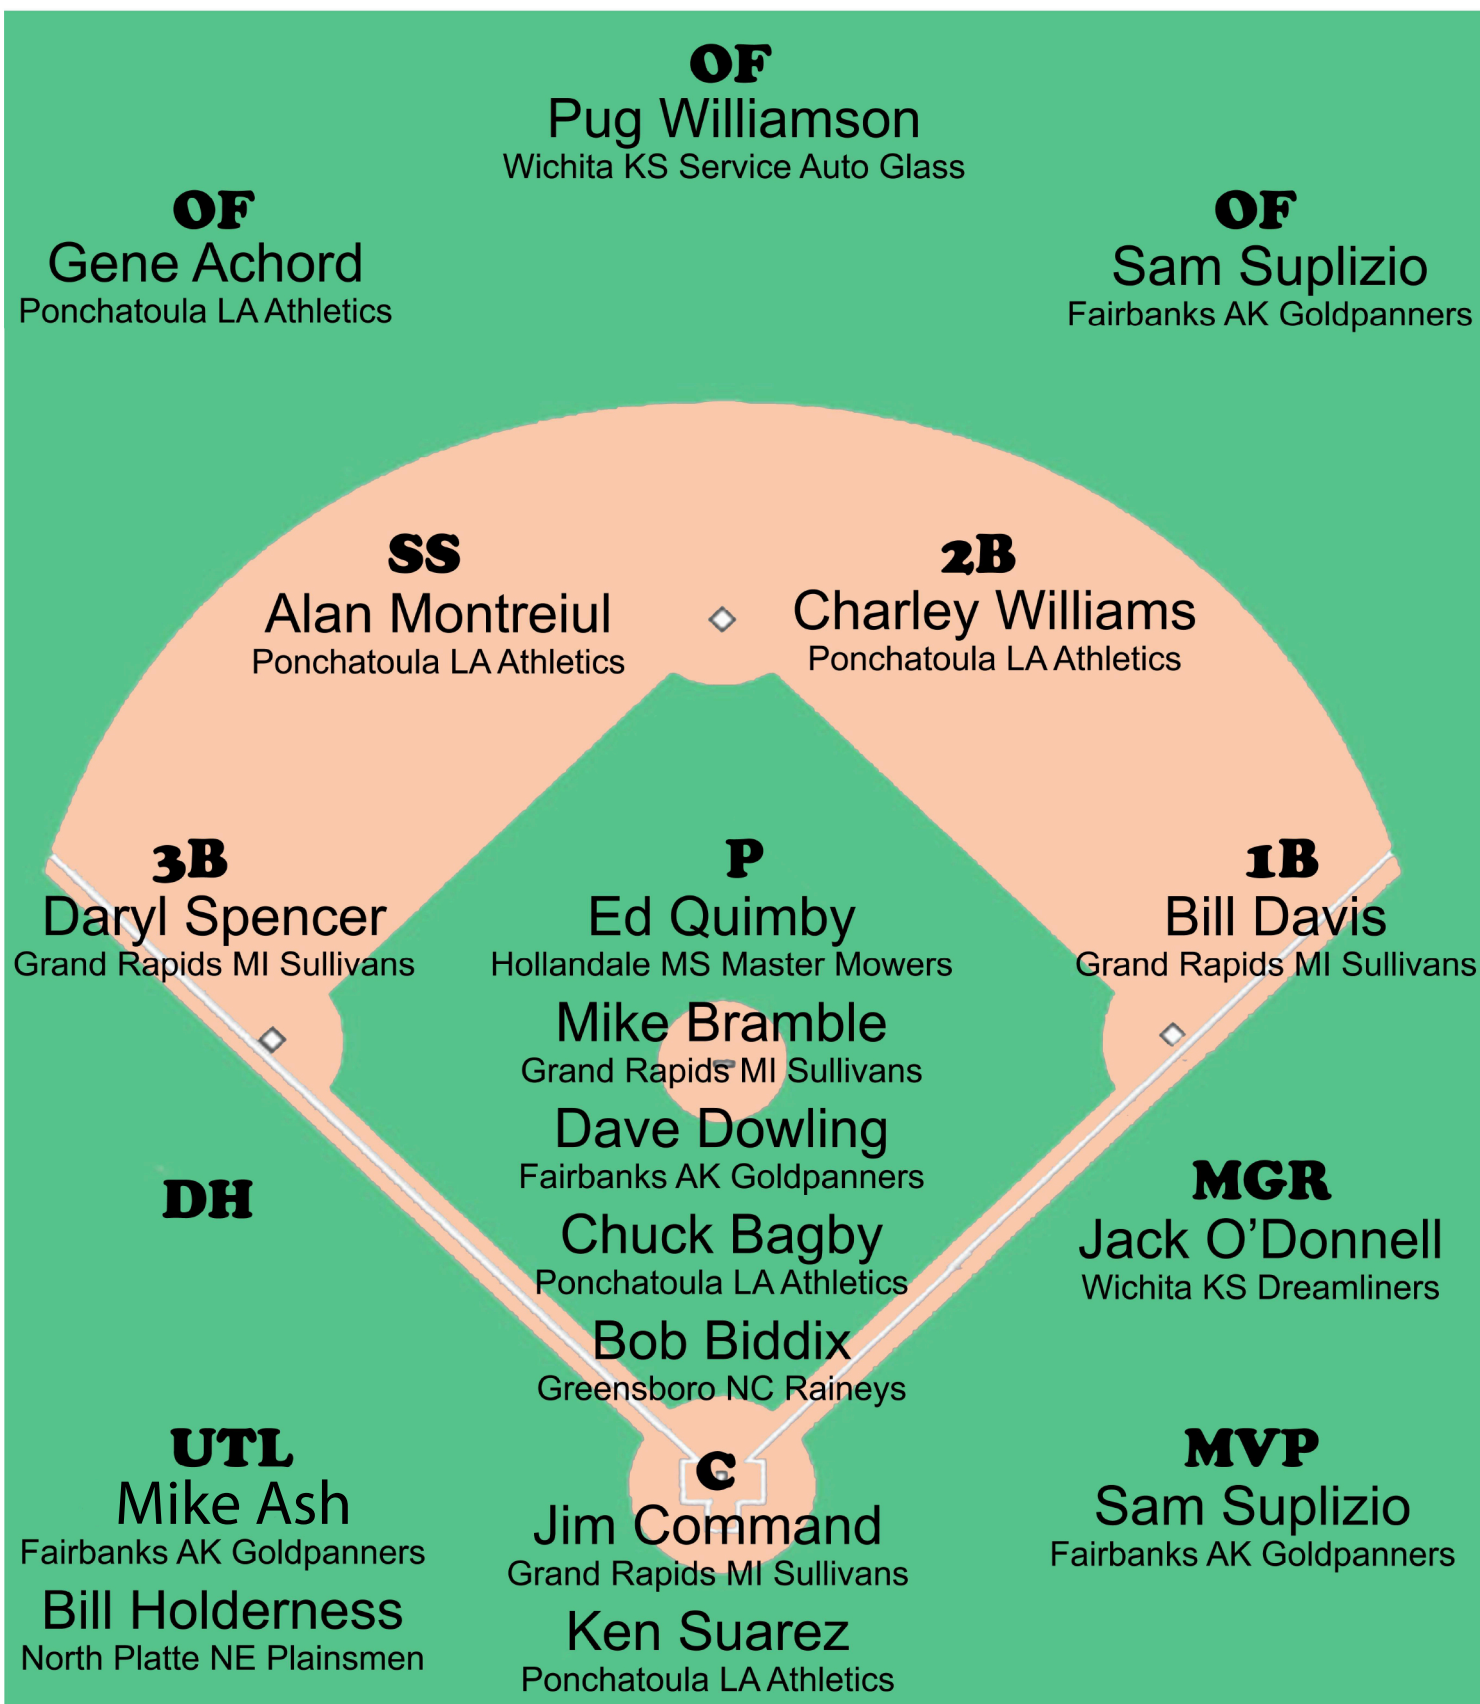 OF
Pug Williamson
Wichita KS Service Auto Glass
OF
Gene Achord
Ponchatoula LA Athletics
OF
Sam Suplizio
Fairbanks AK Goldpanners
SS
Alan Montreiul
Ponchatoula LA Athletics
2B
Charley Williams
Ponchatoula LA Athletics
3B
Daryl Spencer
Grand Rapids MI Sullivans
P
Ed Quimby
Hollandale MS Master Mowers
Mike Bramble
Grand Rapids MI Sullivans
Dave Dowling
Fairbanks AK Goldpanners
Chuck Bagby
Ponchatoula LA Athletics
Bob Biddix
Greensboro NC Raineys
1B
Bill Davis
Grand Rapids MI Sullivans
DH
MGR
Jack O’Donnell
Wichita KS Dreamliners
UTL
Mike Ash
Fairbanks AK Goldpanners
Bill Holderness
North Platte NE Plainsmen
C
Jim Command
Grand Rapids MI Sullivans
Ken Suarez
Ponchatoula LA Athletics
MVP
Sam Suplizio
Fairbanks AK Goldpanners